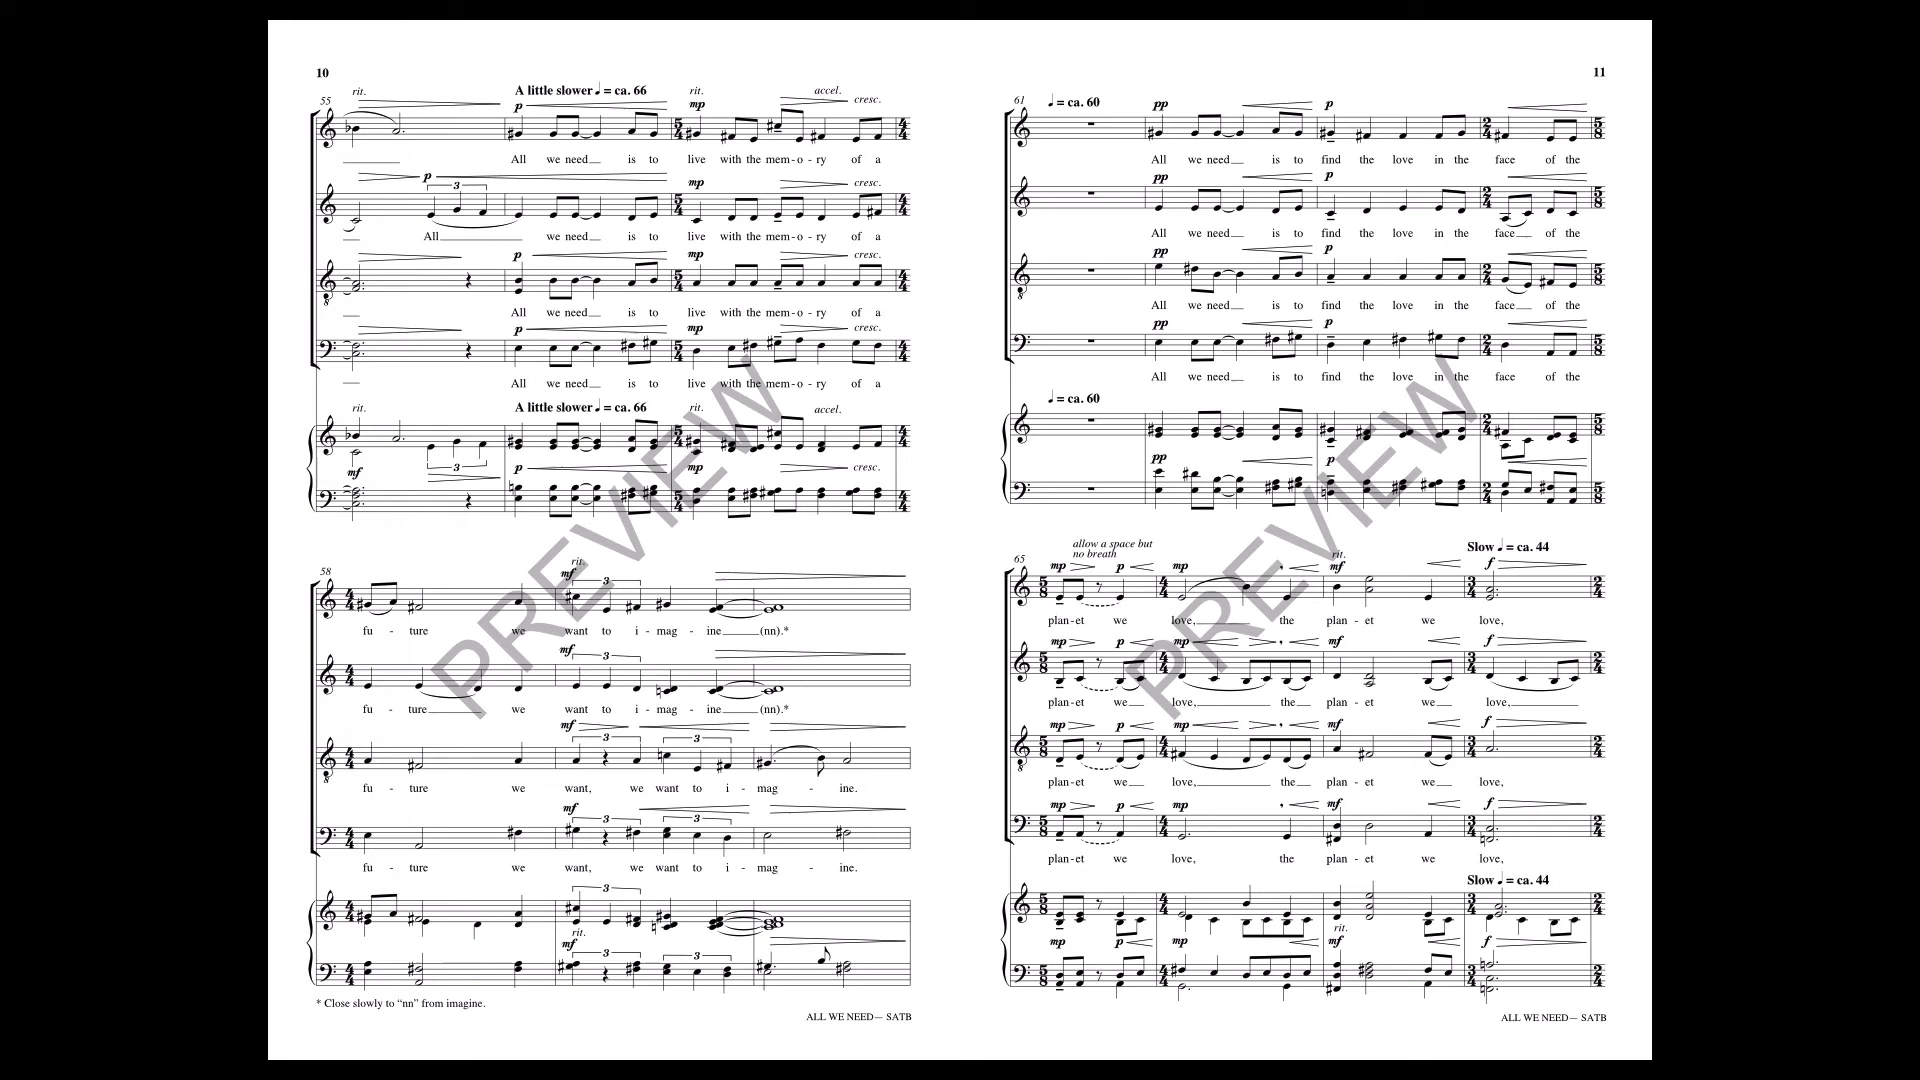 10
rit.
A little slower ♩ = ca. 66
rit.
accel.
55
p
mp
cresc.
All we need is to live with the mem - o - ry of a
p
3
mp
cresc.
All we need is to live with the mem - o - ry of a
p
mp
cresc.
All we need is to live with the mem - o - ry of a
p
mp
cresc.
All we need is to live with the mem - o - ry of a
rit.
A little slower ♩ = ca. 66
rit.
accel.
mf
3
p
mp
cresc.
58
rit.
mf
3
fu - ture we want to i - mag - ine (nn).*
mf
3
fu - ture we want to i - mag - ine (nn).*
mf
3
3
fu - ture we want, we want to i - mag - ine.
mf
3
3
fu - ture we want, we want to i - mag - ine.
3
rit.
mf
3
3
* Close slowly to “nn” from imagine.
ALL WE NEED— SATB
PREVIEW
11
61
♩ = ca. 60
pp
p
All we need is to find the love in the face of the
pp
p
All we need is to find the love in the face of the
pp
p
All we need is to find the love in the face of the
pp
p
All we need is to find the love in the face of the
♩ = ca. 60
pp
p
allow a space but
no breath
65
rit.
Slow ♩ = ca. 44
mp
p
mp
mf
f
plan - et we love, the plan - et we love,
mp
p
mp
mf
f
plan - et we love, the plan - et we love,
mp
p
mp
mf
f
plan - et we love, the plan - et we love,
mp
p
mp
mf
f
plan - et we love, the plan - et we love,
Slow ♩ = ca. 44
rit.
mp
p
mp
mf
f
ALL WE NEED— SATB
PREVIEW